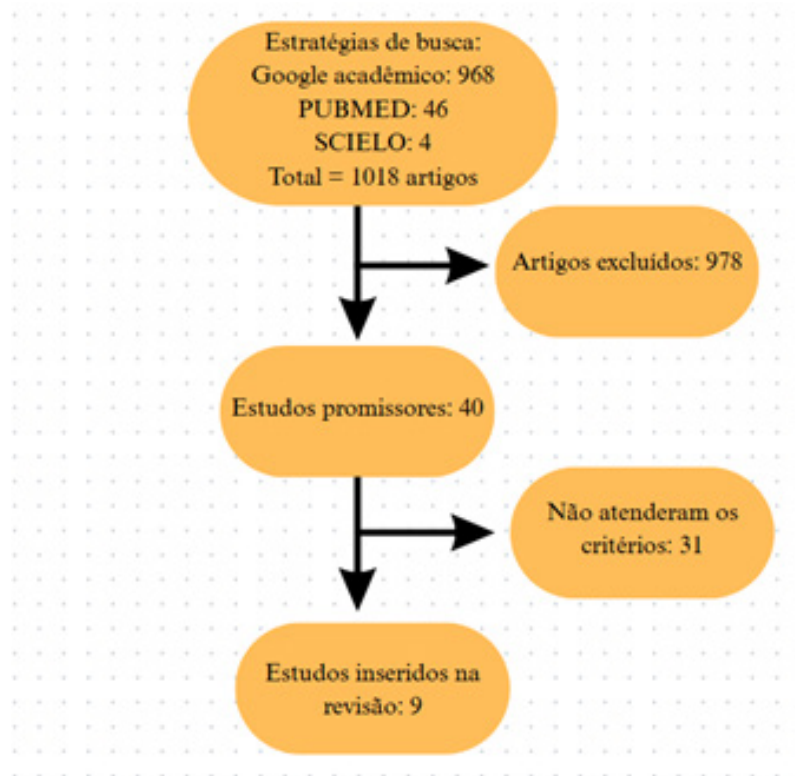 Estratégias de busca:
Google acadêmico: 968
PUBMED: 46
SCIELO: 4
Total = 1018 artigos
Artigos excluídos: 978
Estudos promissores: 40
Não atenderam os
critérios: 31
Estudos inseridos na
revisão: 9